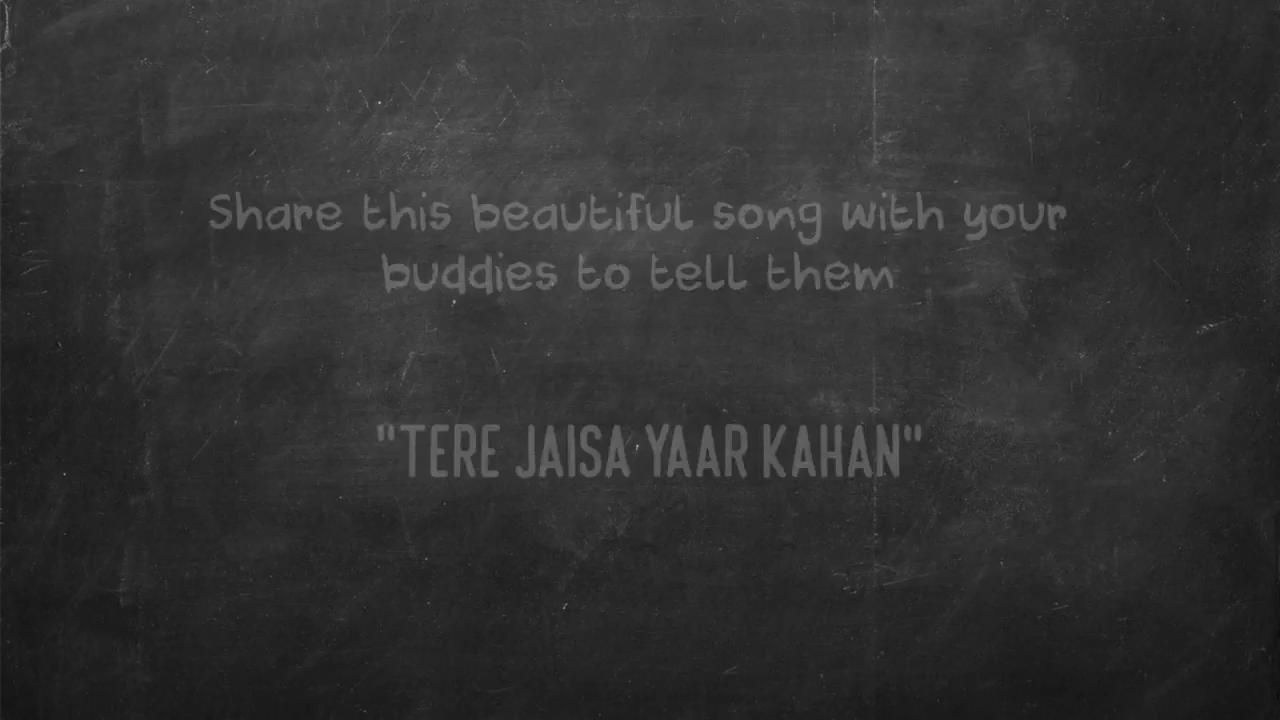 Share this beautiful song with your
buddies to tell them
"TERE JAISA YAAR KAHAN"